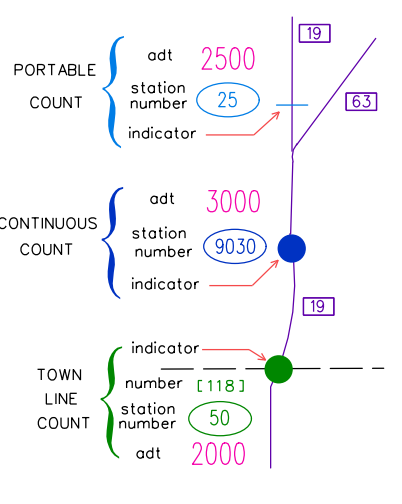 19
adt 2500
PORTABLE
COUNT
station
number 25
63
indicator
adt 3000
CONTINUOUS
COUNT
station
number 9030
indicator
19
indicator
TOWN
LINE
COUNT
number [118]
station
number 50
adt 2000